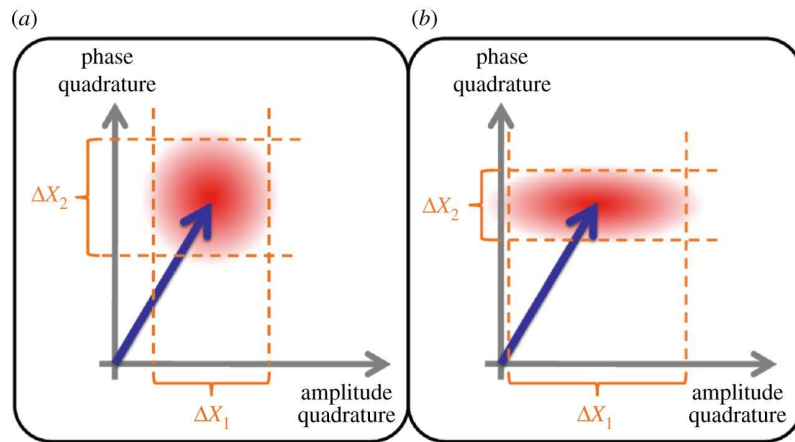 (a)
phase
quadrature
ΔX2
ΔX1
amplitude
quadrature
(b)
phase
quadrature
ΔX2
ΔX1
amplitude
quadrature